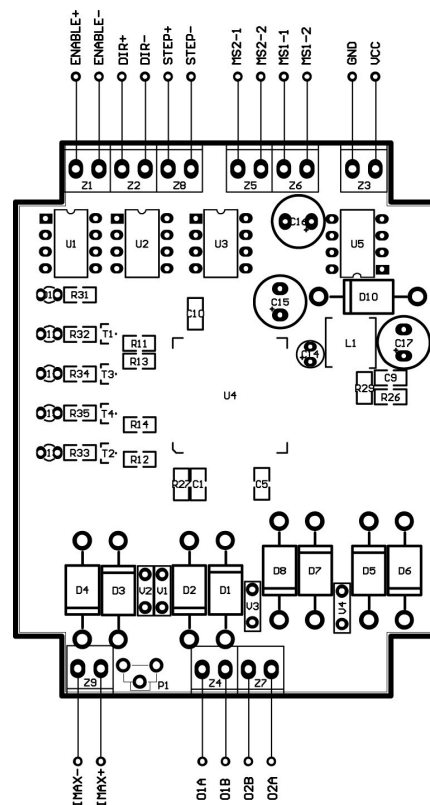 ENABLE+
ENABLE-
DIR+
DIR-
STEP+
STEP-
MS2-1
MS2-2
MS1-1
MS1-2
GND
VCC
Z1
Z2
Z8
Z5
Z6
Z3
U1
U2
U3
C16
U5
R31
C10
C15
D10
R32
T1
R11
R13
C14
L1
C17
R34
T3
U4
R29
C9
R26
R35
T4
R14
R33
T2
R12
R27
C1
C5
D4
D3
V2
V1
D2
D1
V3
D8
D7
V4
D5
D6
Z9
P1
Z4
Z7
IMAX-
IMAX+
O1A
O1B
O2B
O2A